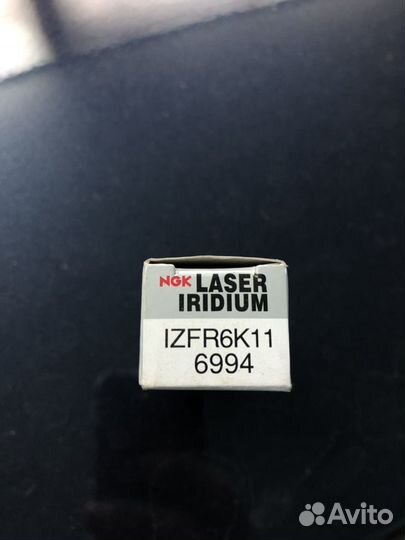 NGK LASER
IRIDIUM
IZFR6K11
6994
Avito